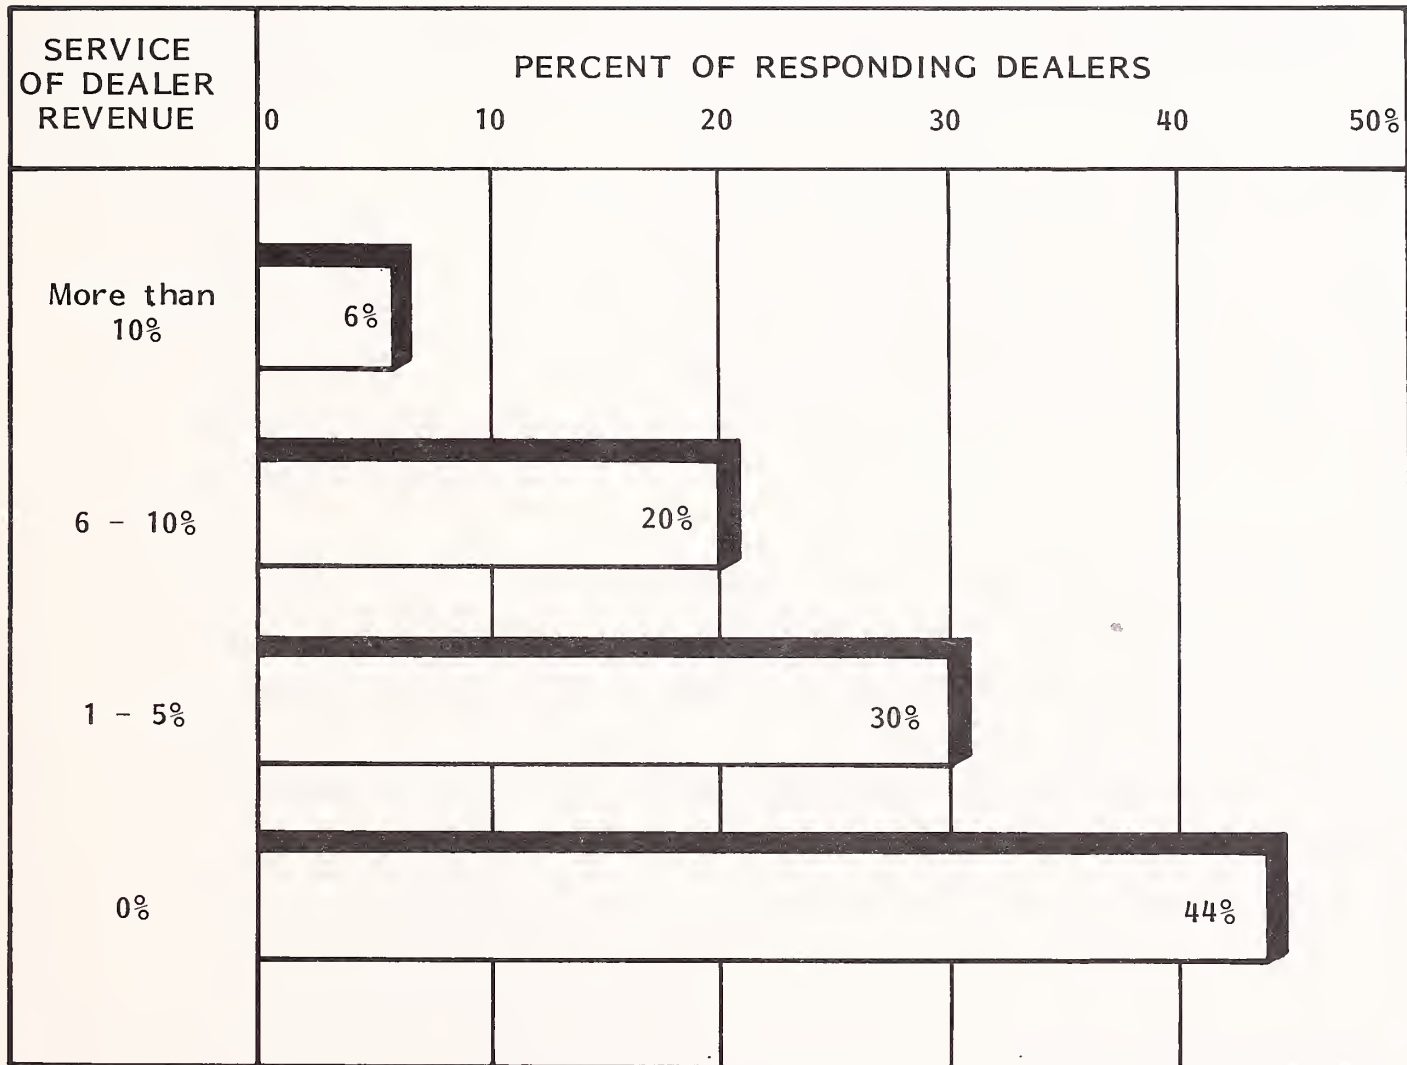 SERVICE
OF DEALER
REVENUE
PERCENT OF RESPONDING DEALERS
0 10 20 30 40 50%
More than
10%
6%
6 - 10%
20%
1 - 5%
30%
0%
44%